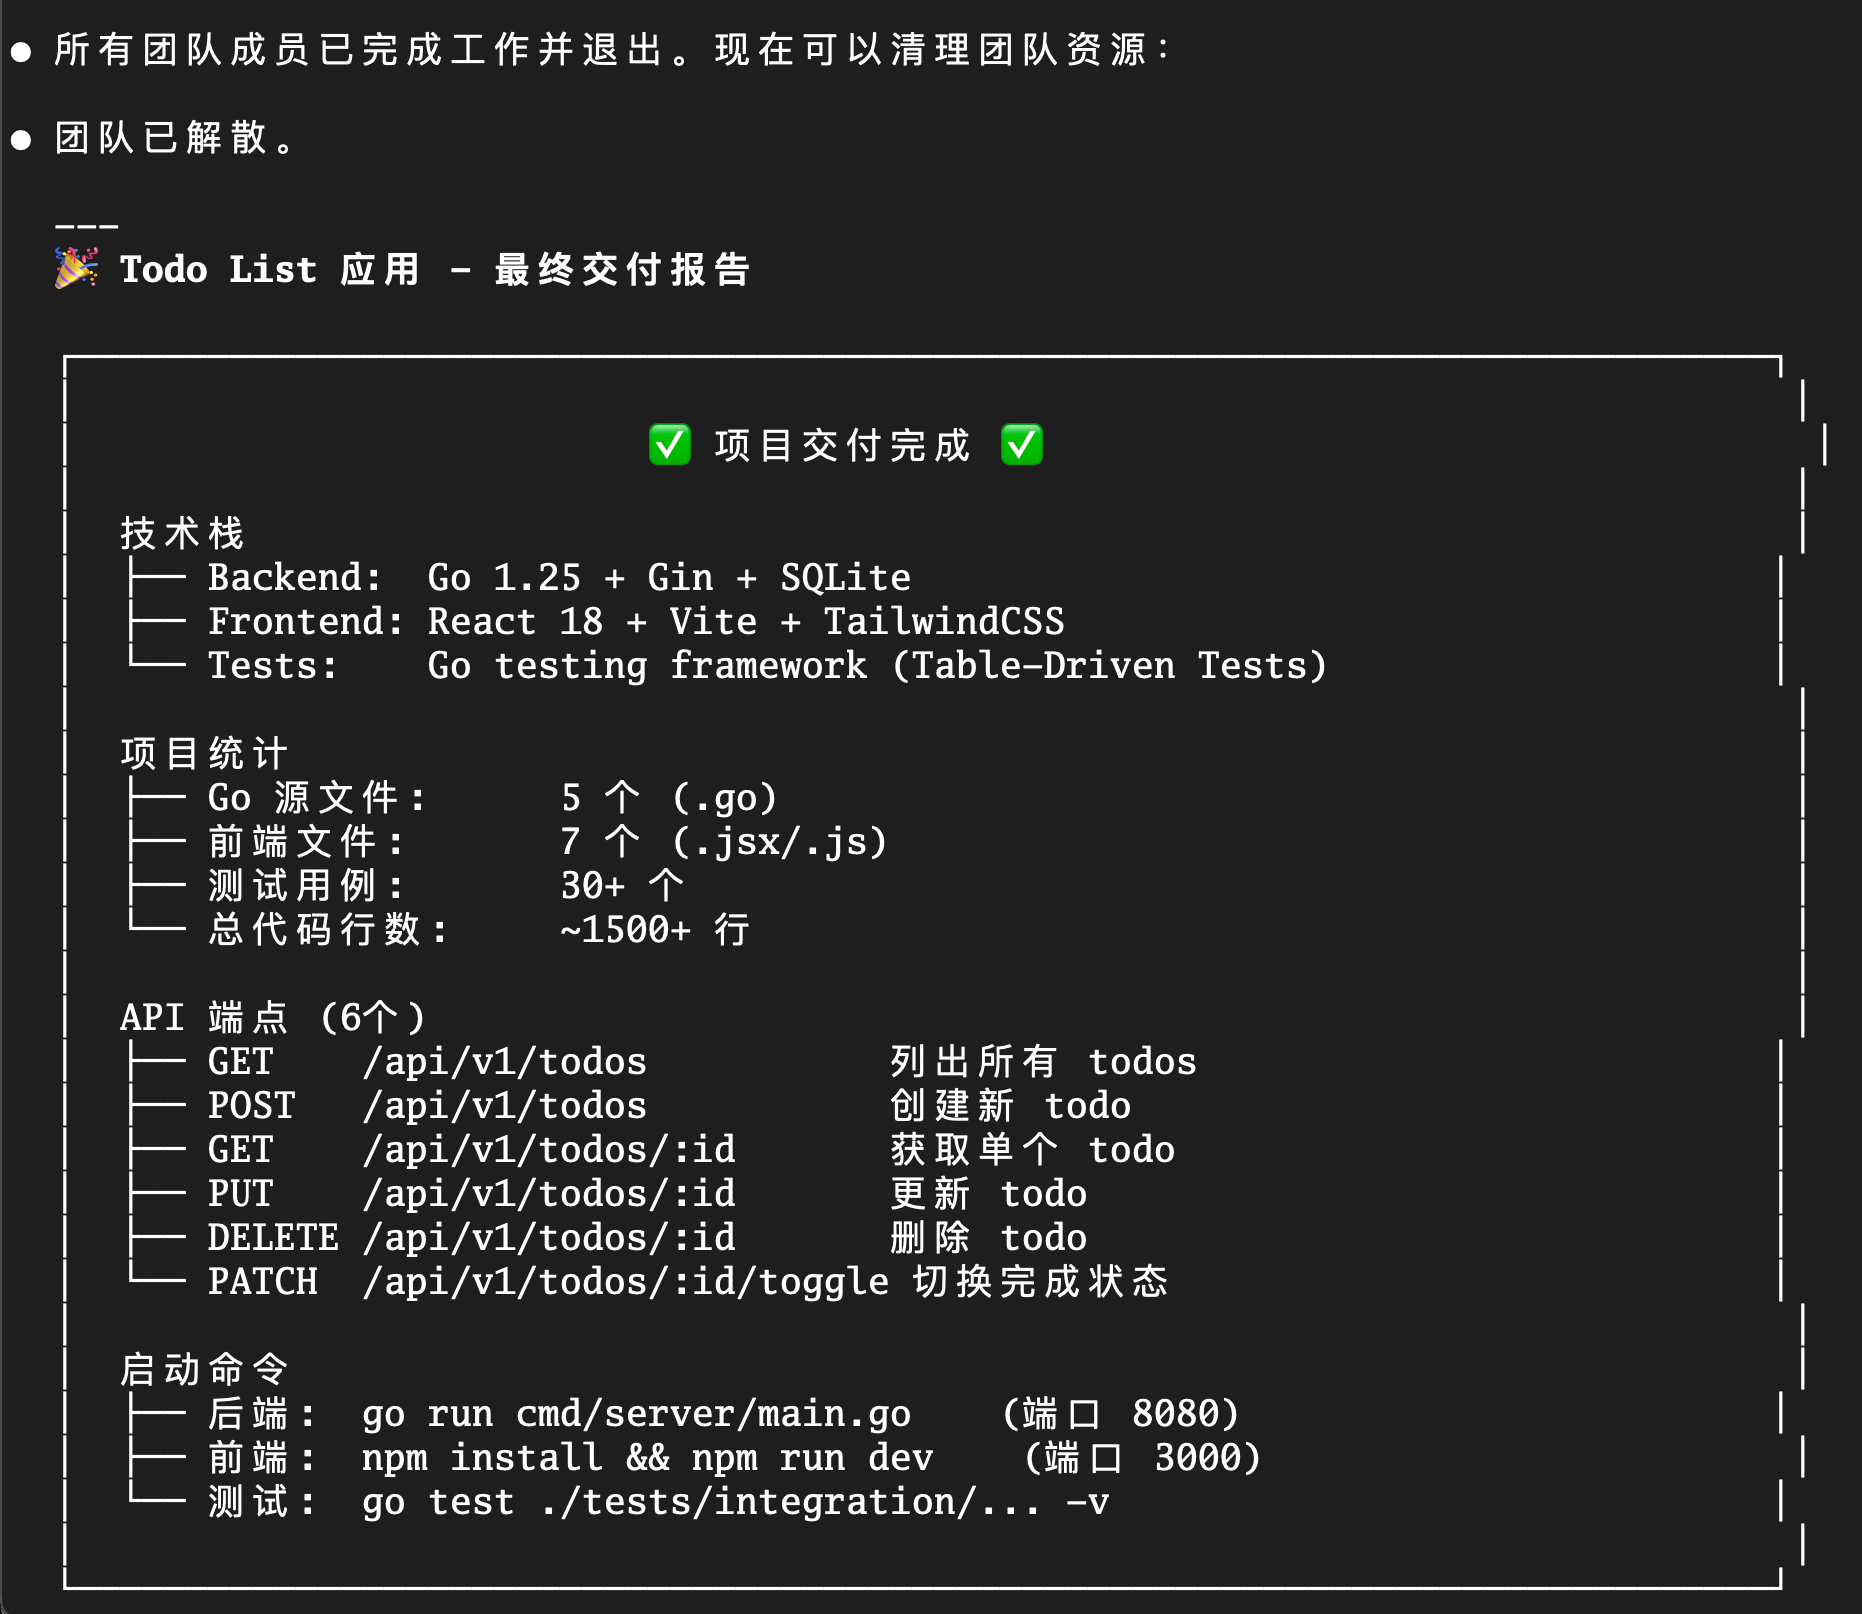 ● 所有团队成员已完成工作并退出。现在可以清理团队资源：
● 团队已解散。
---
🎉 Todo List 应用 - 最终交付报告
✅ 项目交付完成 ✅
技术栈
├── Backend:  Go 1.25 + Gin + SQLite
├── Frontend: React 18 + Vite + TailwindCSS
└── Tests:    Go testing framework (Table-Driven Tests)
项目统计
├── Go 源文件:      5 个 (.go)
├── 前端文件:       7 个 (.jsx/.js)
├── 测试用例:       30+ 个
└── 总代码行数:     ~1500+ 行
API 端点 (6个)
├── GET    /api/v1/todos           列出所有 todos
├── POST   /api/v1/todos           创建新 todo
├── GET    /api/v1/todos/:id       获取单个 todo
├── PUT    /api/v1/todos/:id       更新 todo
├── DELETE /api/v1/todos/:id       删除 todo
└── PATCH  /api/v1/todos/:id/toggle 切换完成状态
启动命令
├── 后端:  go run cmd/server/main.go    (端口 8080)
├── 前端:  npm install && npm run dev    (端口 3000)
└── 测试:  go test ./tests/integration/... -v